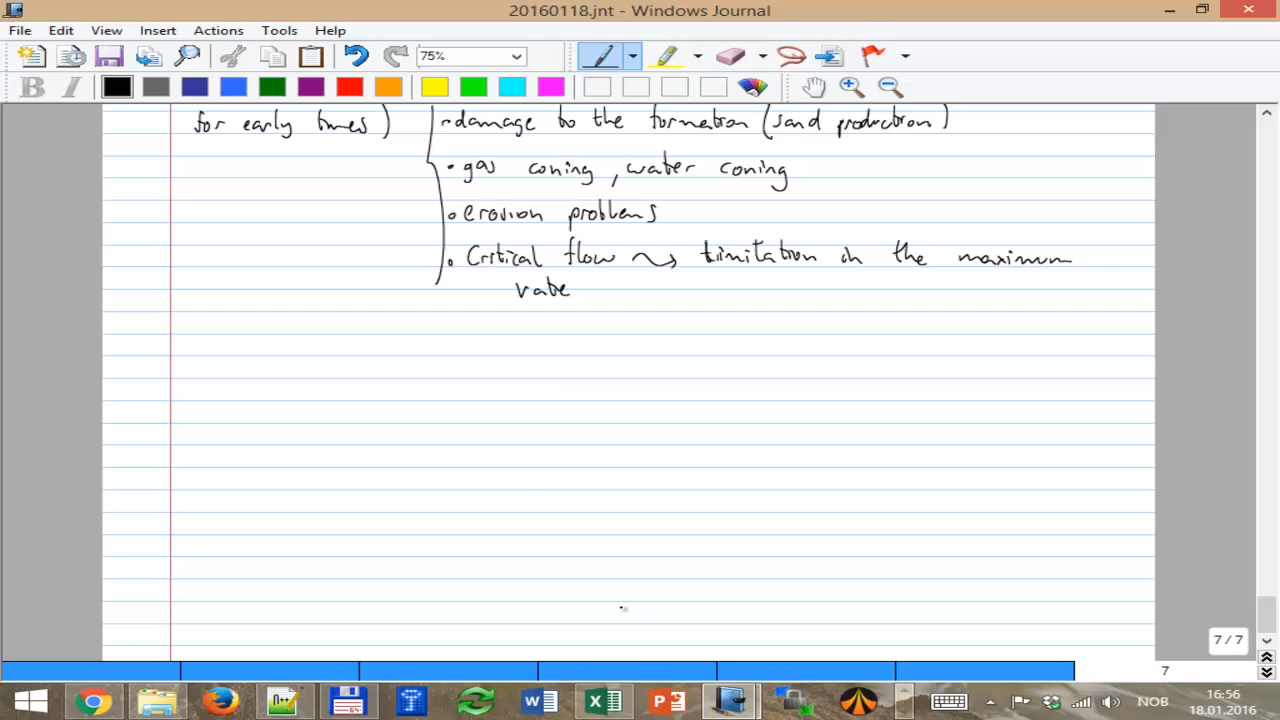 20160118.jnt - Windows Journal
File Edit View Insert Actions Tools Help
75%
B I
for early times)
- damage to the formation (sand production)
• gas coning, water coning
• erosion problems
• Critical flow ⇝ limitation in the maximum
rate
7 / 7
7
64
W X P
NOB
16:56
18.01.2016